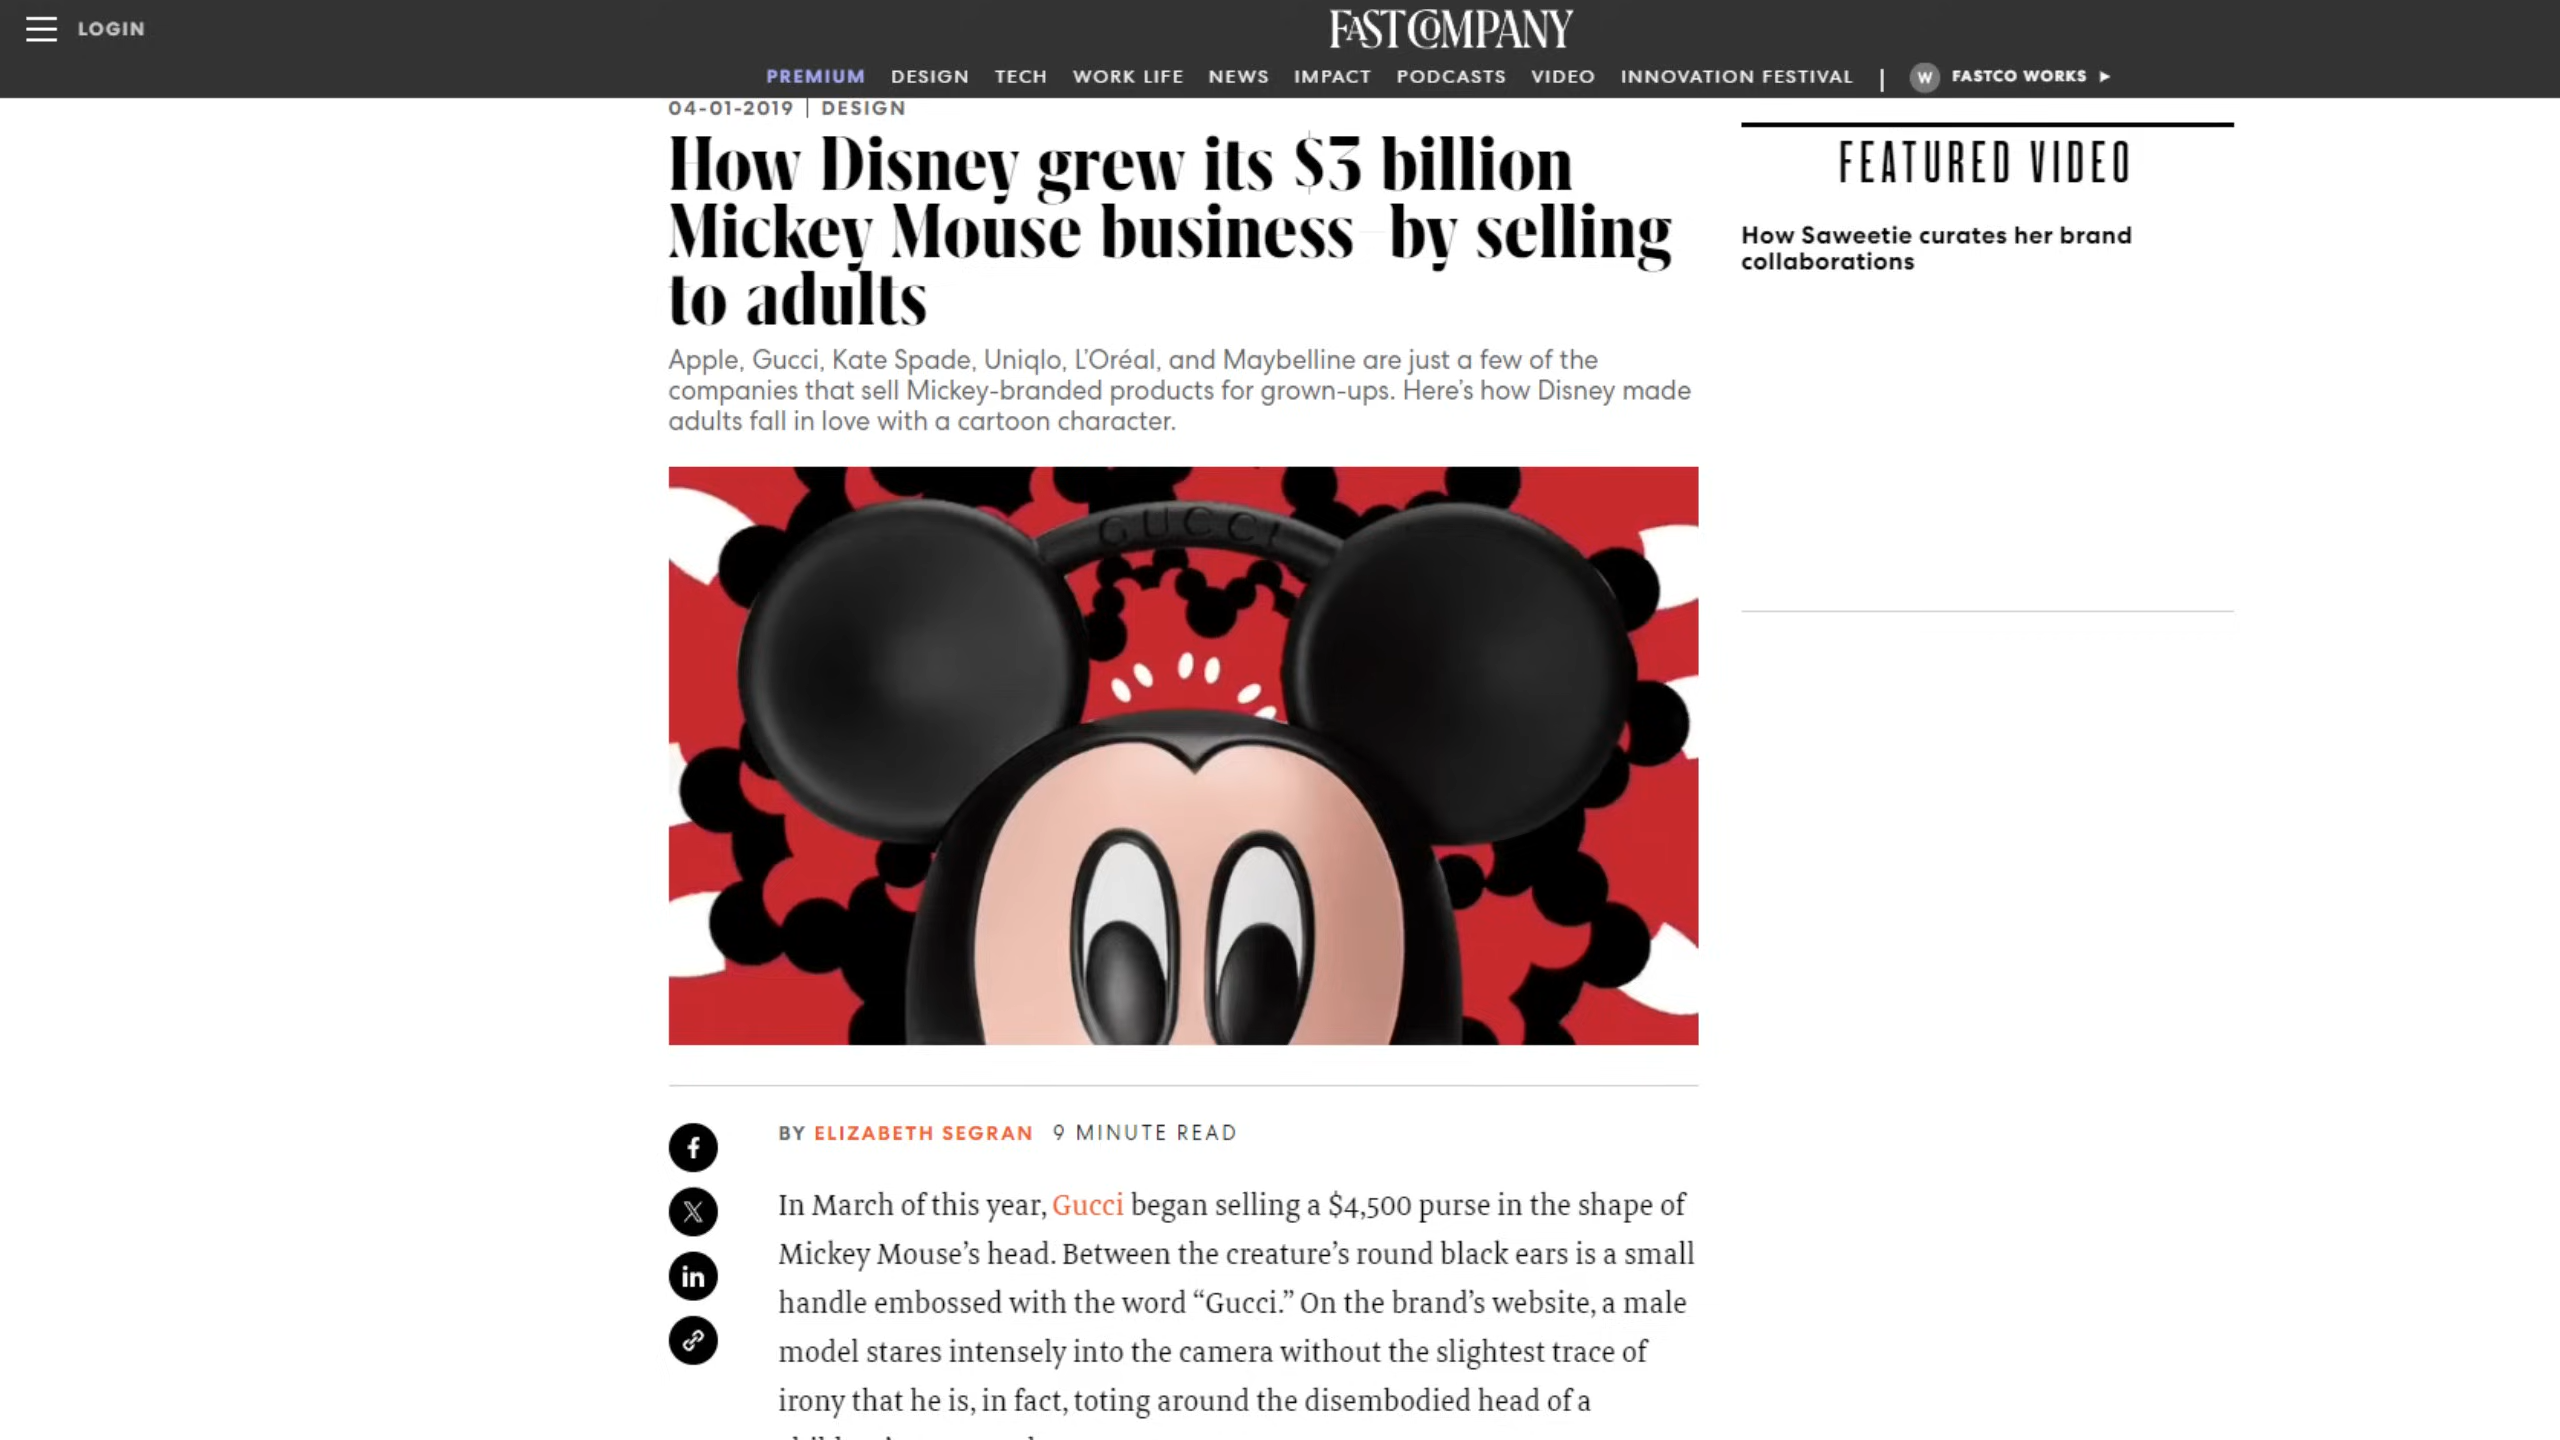 LOGIN
FAST COMPANY
PREMIUM DESIGN TECH WORK LIFE NEWS IMPACT PODCASTS VIDEO INNOVATION FESTIVAL | W FASTCO WORKS
04-01-2019 | DESIGN
How Disney grew its $3 billion
Mickey Mouse business—by selling
to adults
Apple, Gucci, Kate Spade, Uniqlo, L’Oréal, and Maybelline are just a few of the
companies that sell Mickey-branded products for grown-ups. Here’s how Disney made
adults fall in love with a cartoon character.
GUCCI
BY ELIZABETH SEGRAN 9 MINUTE READ
In March of this year, Gucci began selling a $4,500 purse in the shape of
Mickey Mouse’s head. Between the creature’s round black ears is a small
handle embossed with the word “Gucci.” On the brand’s website, a male
model stares intensely into the camera without the slightest trace of
irony that he is, in fact, toting around the disembodied head of a
FEATURED VIDEO
How Saweetie curates her brand
collaborations